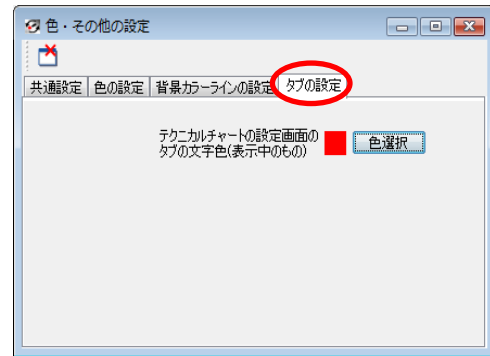 色・その他の設定
共通設定 色の設定 背景カラーラインの設定 タブの設定
テクニカルチャートの設定画面の
タブの文字色(表示中のもの)
色選択